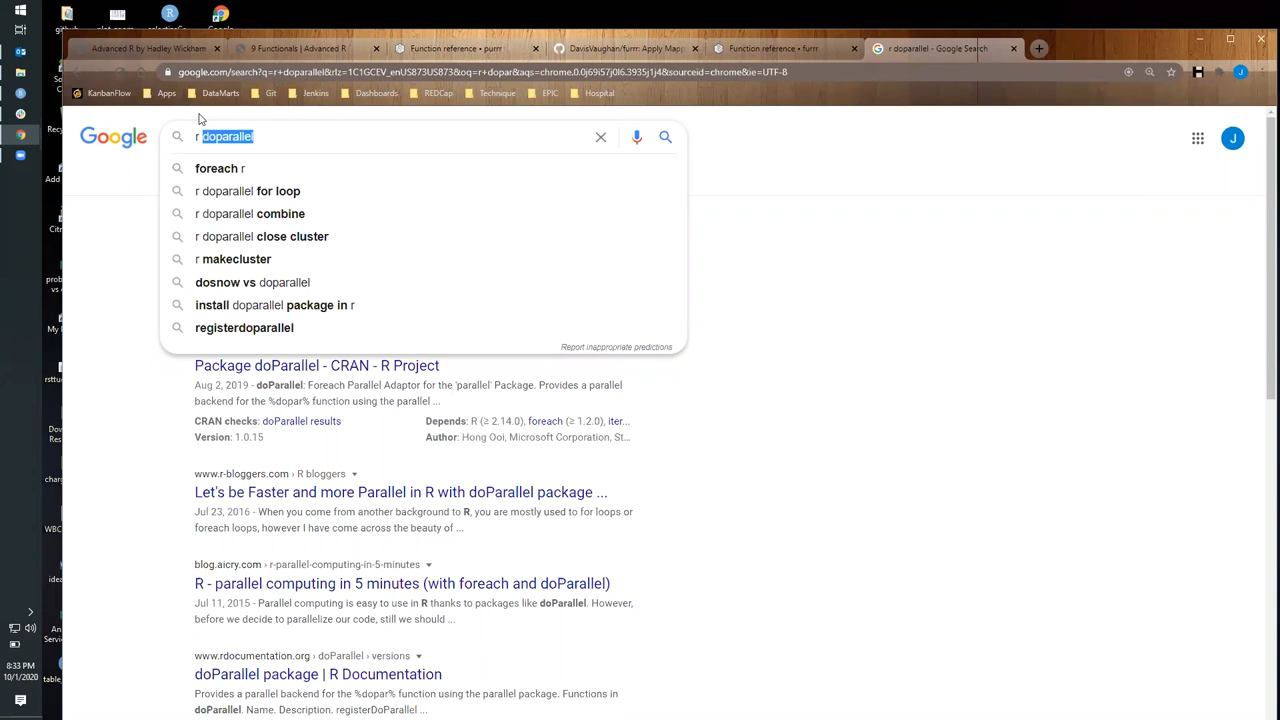 Advanced R by Hadley Wickham
9 Functionals | Advanced R
Function reference • purrr
DavisVaughan/furrr: Apply Mapp
Function reference • furrr
r doparallel - Google Search
google.com/search?q=r+doparallel&rlz=1C1GCEV_enUS873US873&oq=r+dopar&aqs=chrome.0.0j69i57j0l6.3935j1j4&sourceid=chrome&ie=UTF-8
J
KanbanFlow
Apps
DataMarts
Git
Jenkins
Dashboards
REDCap
Technique
EPIC
Hospital
Google
r doparallel
J
foreach r
r doparallel for loop
r doparallel combine
r doparallel close cluster
r makecluster
dosnow vs doparallel
install doparallel package in r
registerdoparallel
Report inappropriate predictions
Package doParallel - CRAN - R Project
Aug 2, 2019 - doParallel: Foreach Parallel Adaptor for the 'parallel' Package. Provides a parallel
backend for the %dopar% function using the parallel ...
CRAN checks: doParallel results
Depends: R (≥ 2.14.0), foreach (≥ 1.2.0), iter...
Version: 1.0.15
Author: Hong Ooi, Microsoft Corporation, St...
www.r-bloggers.com › R bloggers
Let's be Faster and more Parallel in R with doParallel package ...
Jul 23, 2016 - When you come from another background to R, you are mostly used to for loops or
foreach loops, however I have come across the beauty of ...
blog.aicry.com › r-parallel-computing-in-5-minutes
R - parallel computing in 5 minutes (with foreach and doParallel)
Jul 11, 2015 - Parallel computing is easy to use in R thanks to packages like doParallel. However,
before we decide to parallelize our code, still we should ...
www.rdocumentation.org › doParallel › versions
doParallel package | R Documentation
Provides a parallel backend for the %dopar% function using the parallel package. Functions in
doParallel. Name. Description. registerDoParallel ...
8:33 PM
10/1/2020